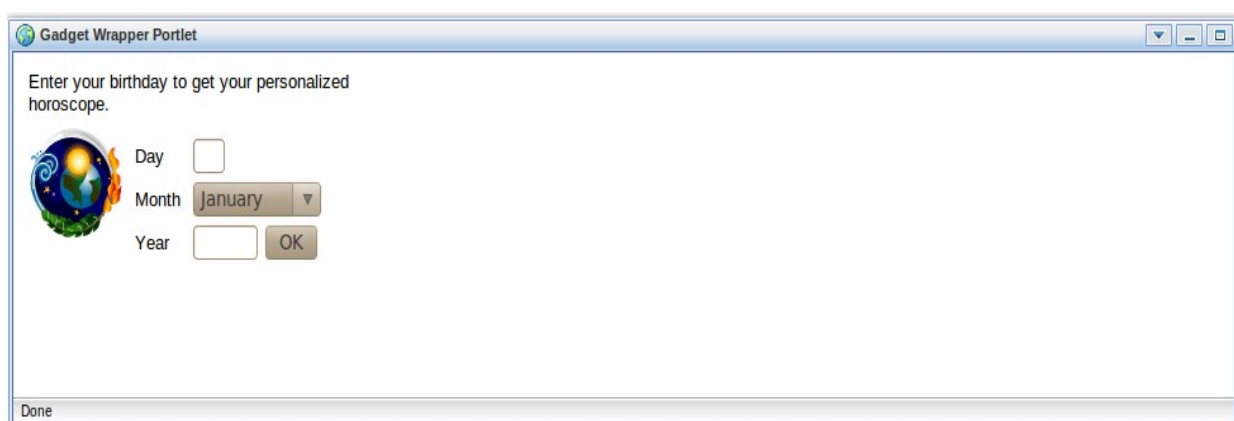 Gadget Wrapper Portlet
Enter your birthday to get your personalized
horoscope.
Day
Month January
Year OK
Done